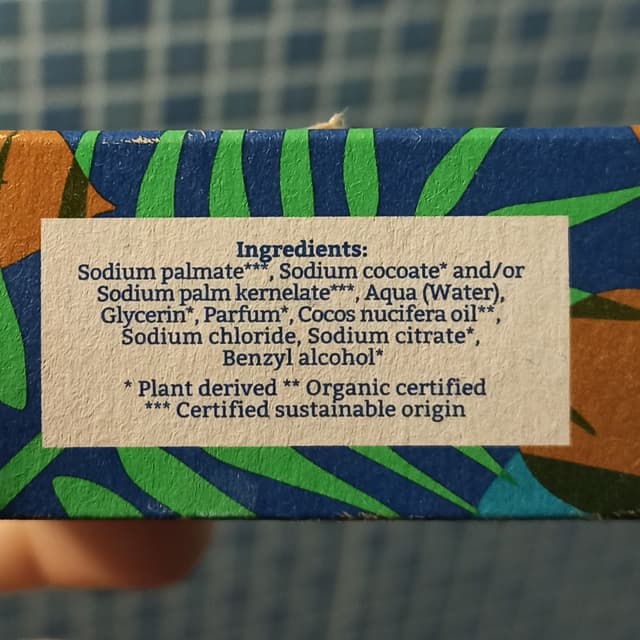 Ingredients:
Sodium palmate***, Sodium cocoate* and/or
Sodium palm kernelate***, Aqua (Water),
Glycerin*, Parfum*, Cocos nucifera oil**,
Sodium chloride, Sodium citrate*,
Benzyl alcohol*
* Plant derived ** Organic certified
*** Certified sustainable origin